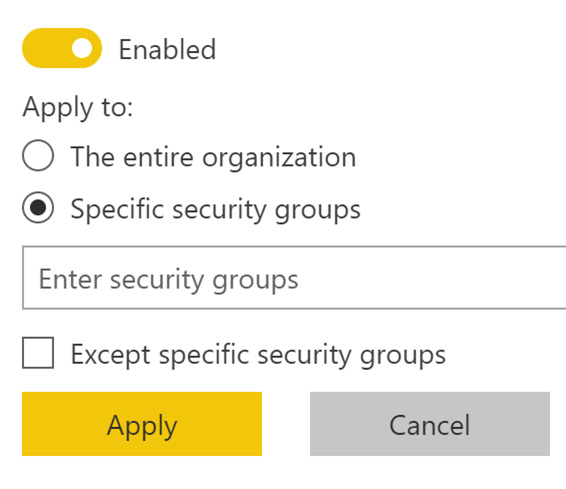 Enabled
Apply to:
The entire organization
Specific security groups
Enter security groups
Except specific security groups
Apply
Cancel